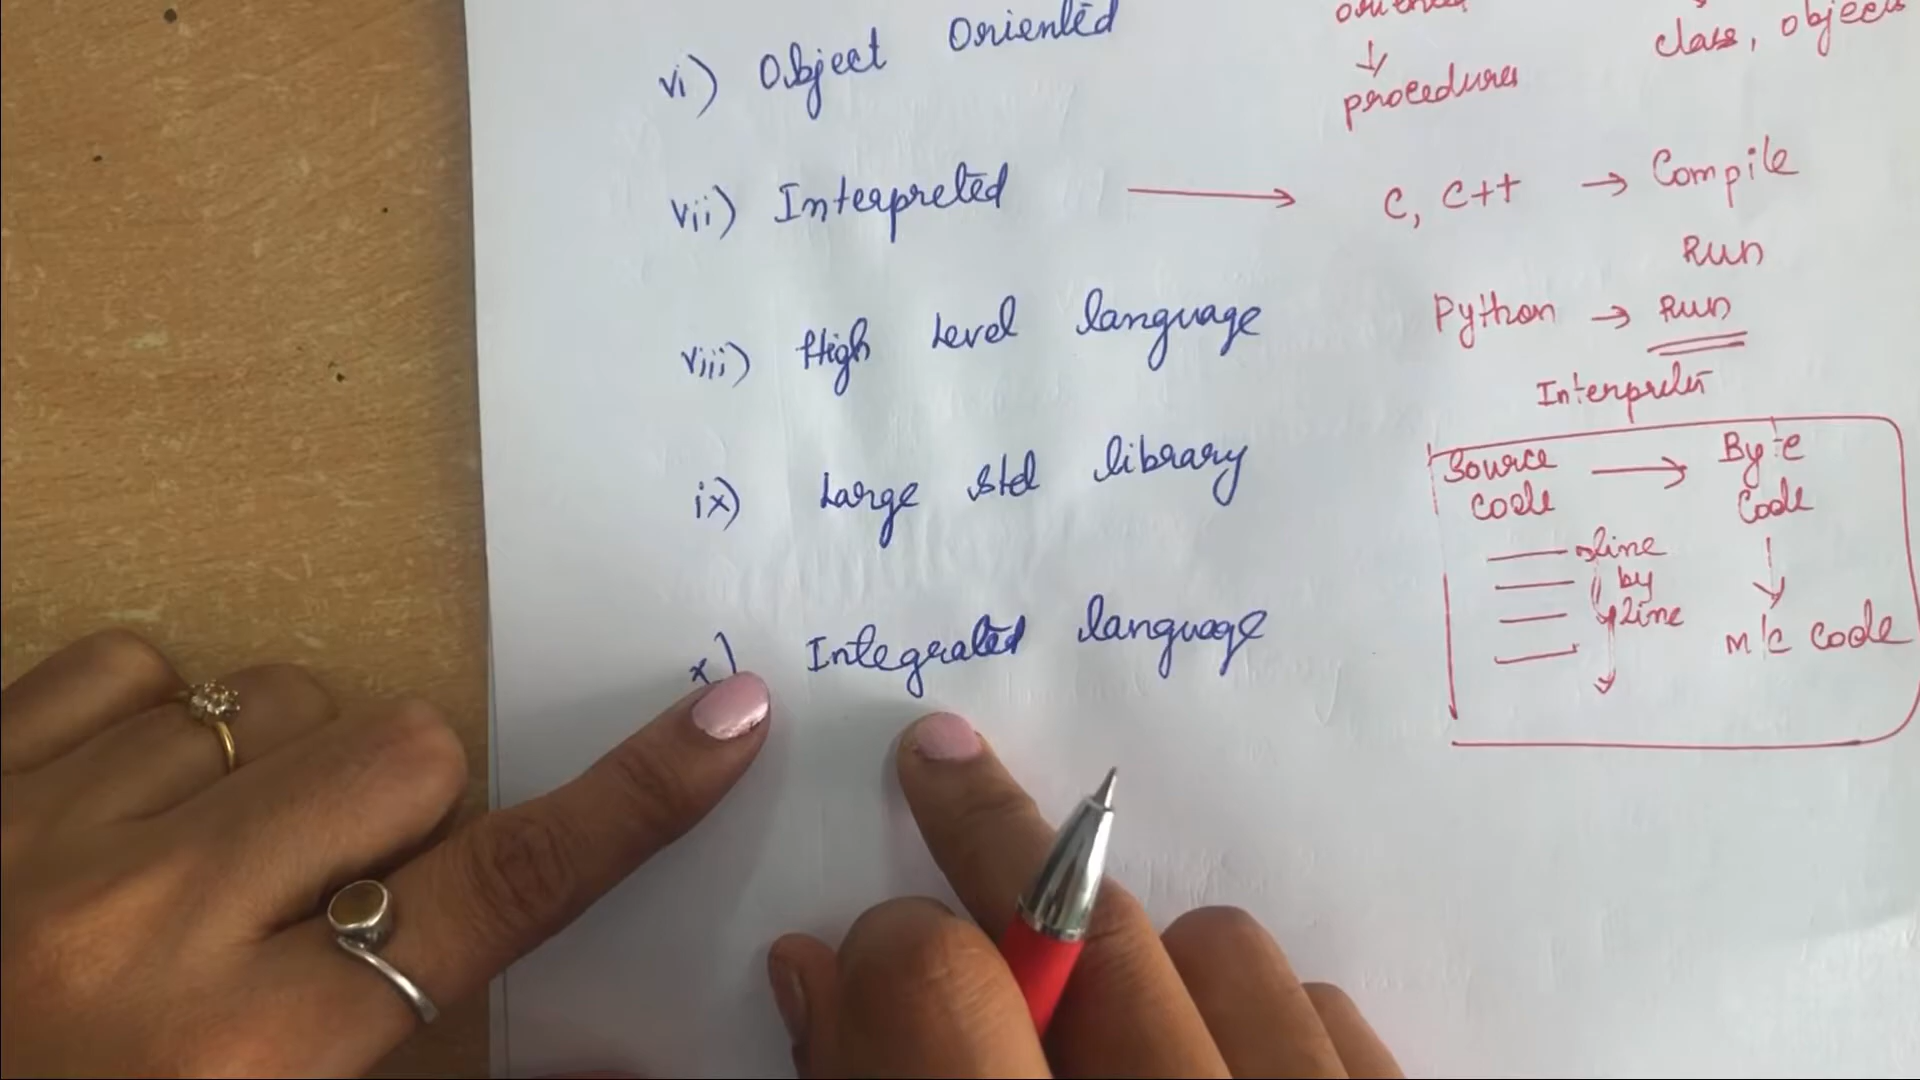 vi) Object Oriented
procedures
class, objects
vii) Interpreted → C, C++ → Compile
Run
viii) High Level language
Python → Run
Interpreter
ix) Large std library
Source code → Byte Code
line by line
M/C Code
x) Integrated language